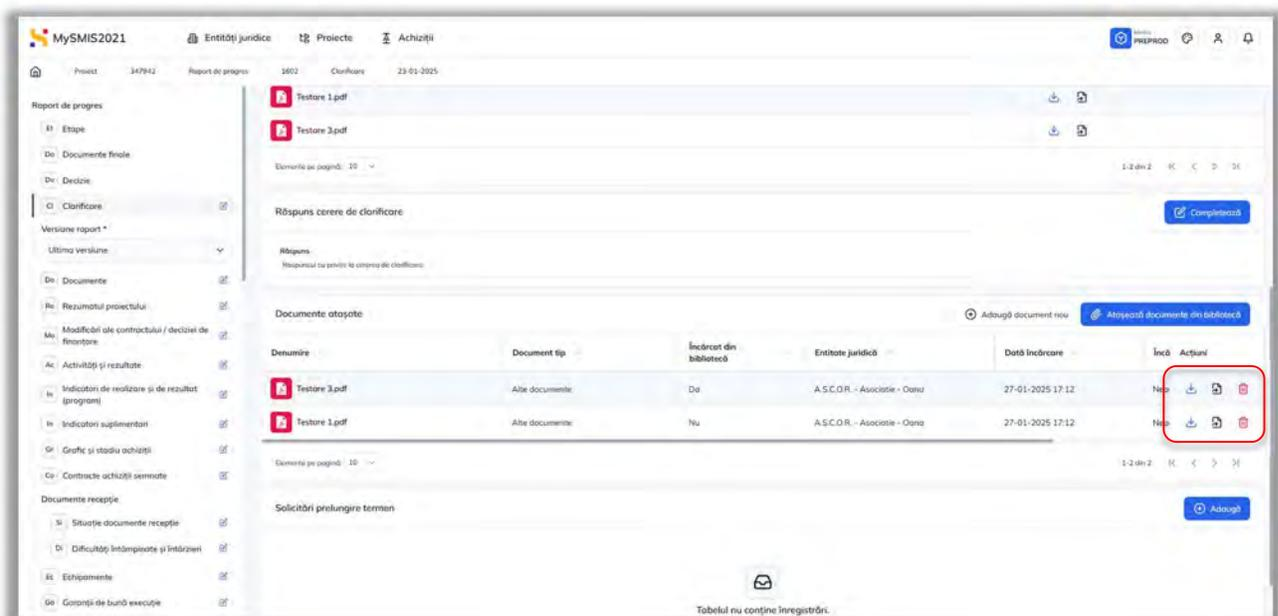 MySMIS2021 Entități juridice Proiecte Achiziții PREPROD
Proiect 347942 Raport de progres 1602 Clarificare 23-01-2025
Raport de progres
Et Etape
Do Documente finale
De Decizie
Cl Clarificare
Versiune raport *
Ultima versiune
Do Documente
Re Rezumatul proiectului
Mo Modificări ale contractului / deciziei de finanțare
Ac Activități și rezultate
In Indicatori de realizare și de rezultat (program)
In Indicatori suplimentari
Gr Grafic și stadiu achiziții
Co Contracte achiziții semnate
Documente recepție
Si Situație documente recepție
Di Dificultăți întâmpinate și întârzieri
Ec Echipamente
Ga Garanții de bună execuție
Testare 1.pdf
Testare 3.pdf
Elemente pe pagină: 10 1-2 din 2
Răspuns cerere de clarificare Completează
Răspuns
Răspunsul cu privire la cererea de clarificare
Documente atașate Adaugă document nou Atașează documente din bibliotecă
Denumire Document tip Încărcat din bibliotecă Entitate juridică Dată încărcare Încă Acțiuni
Testare 3.pdf Alte documente Da A.S.C.O.R. - Asociatie - Oana 27-01-2025 17:12
Testare 1.pdf Alte documente Nu A.S.C.O.R. - Asociatie - Oana 27-01-2025 17:12
Elemente pe pagină: 10 1-2 din 2
Solicitări prelungire termen Adaugă
Tabelul nu conține înregistrări.